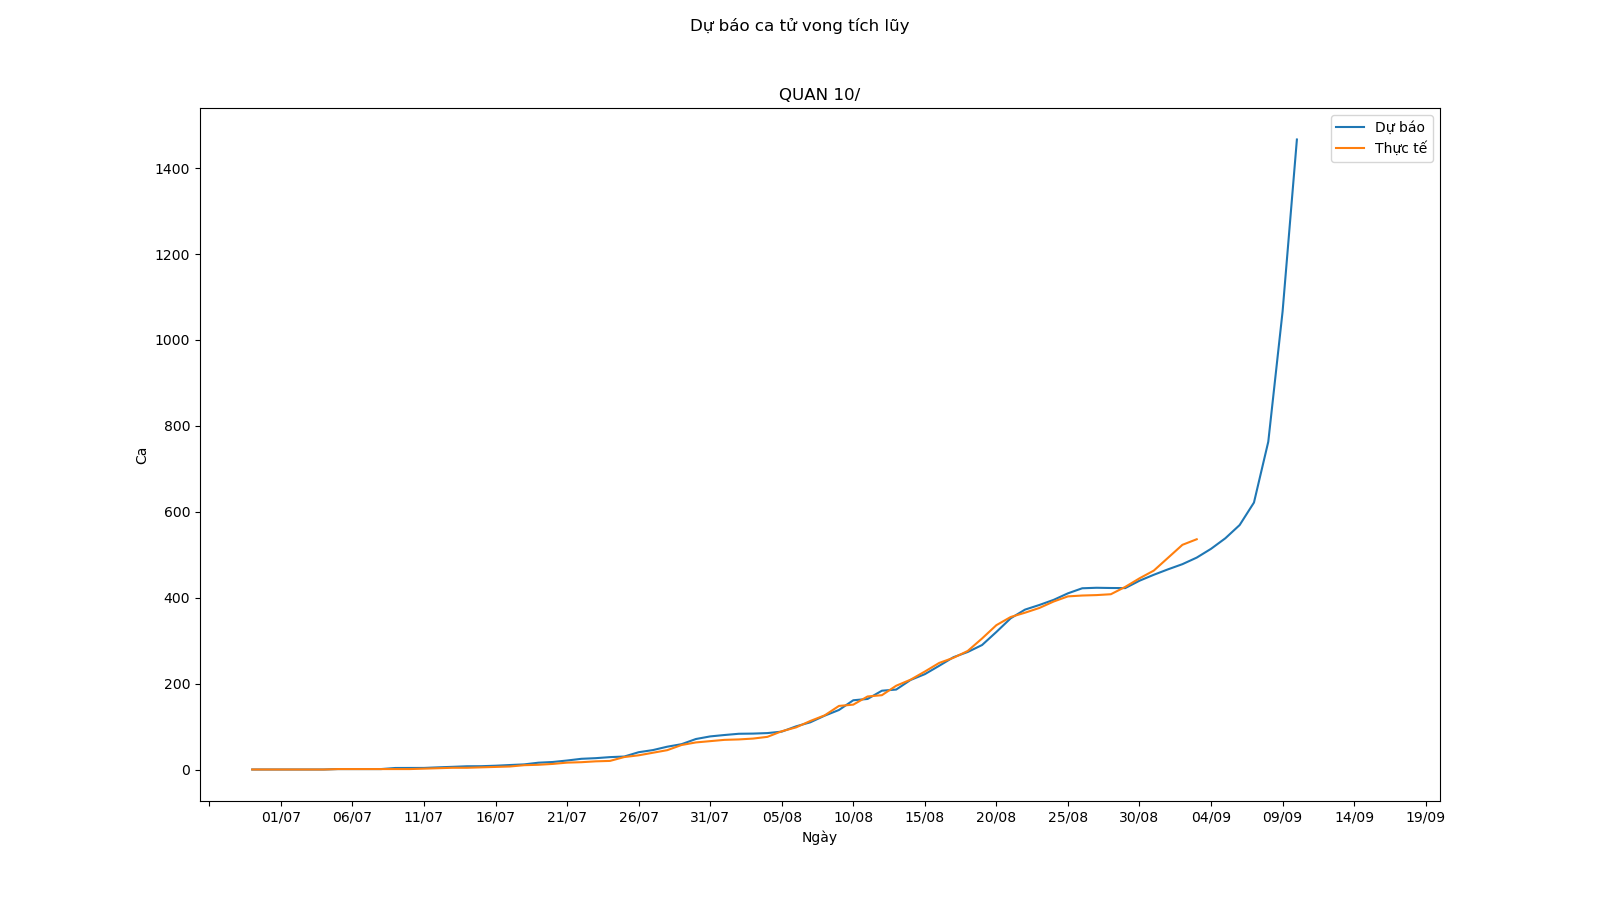 Dự báo ca tử vong tích lũy
QUAN 10/
Dự báo
Thực tế
1400
1200
1000
800
600
400
200
0
Ca
01/07 06/07 11/07 16/07 21/07 26/07 31/07 05/08 10/08 15/08 20/08 25/08 30/08 04/09 09/09 14/09 19/09
Ngày